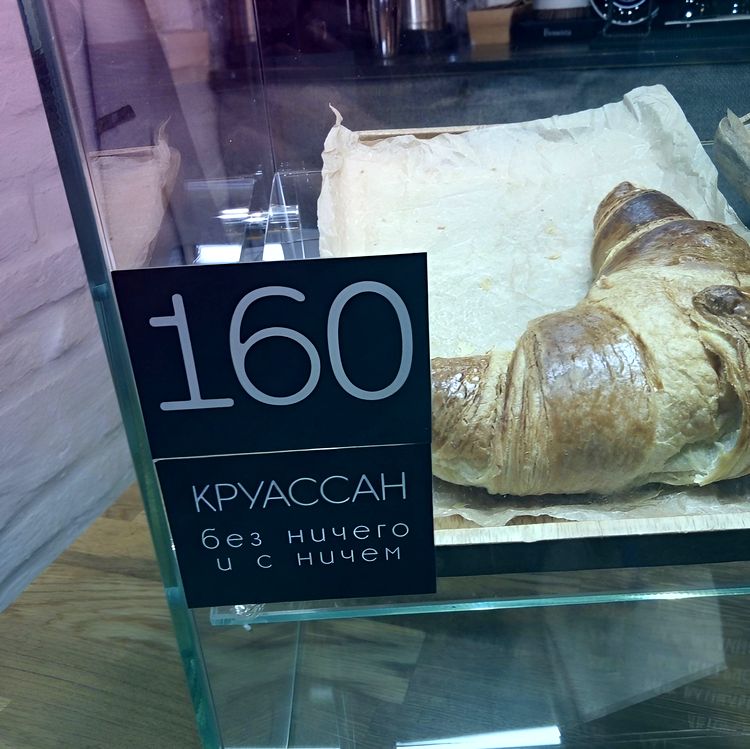 160
КРУАССАН
без ничего
и с ничем